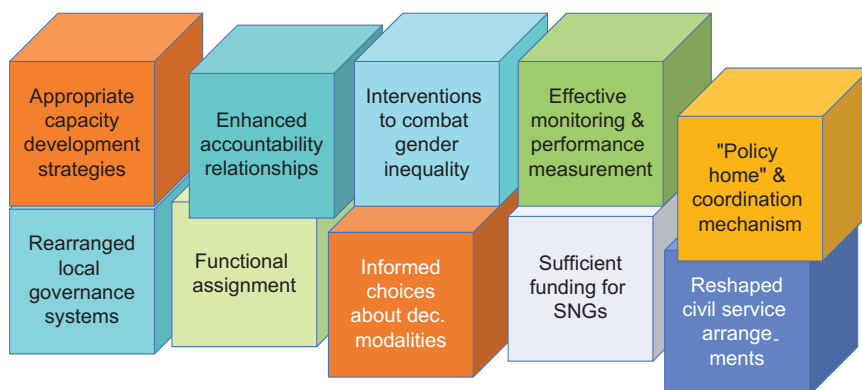 Appropriate
capacity
development
strategies
Enhanced
accountability
relationships
Interventions
to combat
gender
inequality
Effective
monitoring &
performance
measurement
"Policy
home" &
coordination
mechanism
Rearranged
local
governance
systems
Functional
assignment
Informed
choices
about dec.
modalities
Sufficient
funding for
SNGs
Reshaped
civil service
arrange-
ments